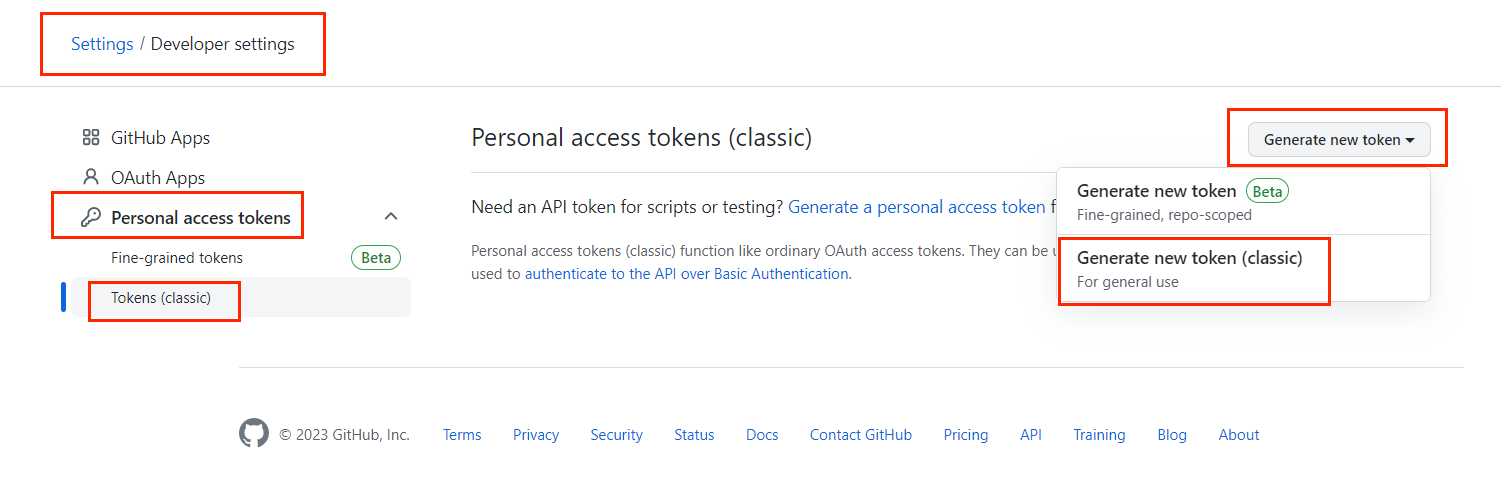 Settings / Developer settings
GitHub Apps
OAuth Apps
Personal access tokens
Fine-grained tokens Beta
Tokens (classic)
Personal access tokens (classic)
Generate new token
Generate new token Beta
Fine-grained, repo-scoped
Generate new token (classic)
For general use
Need an API token for scripts or testing? Generate a personal access token f
Personal access tokens (classic) function like ordinary OAuth access tokens. They can be u
used to authenticate to the API over Basic Authentication.
© 2023 GitHub, Inc. Terms Privacy Security Status Docs Contact GitHub Pricing API Training Blog About